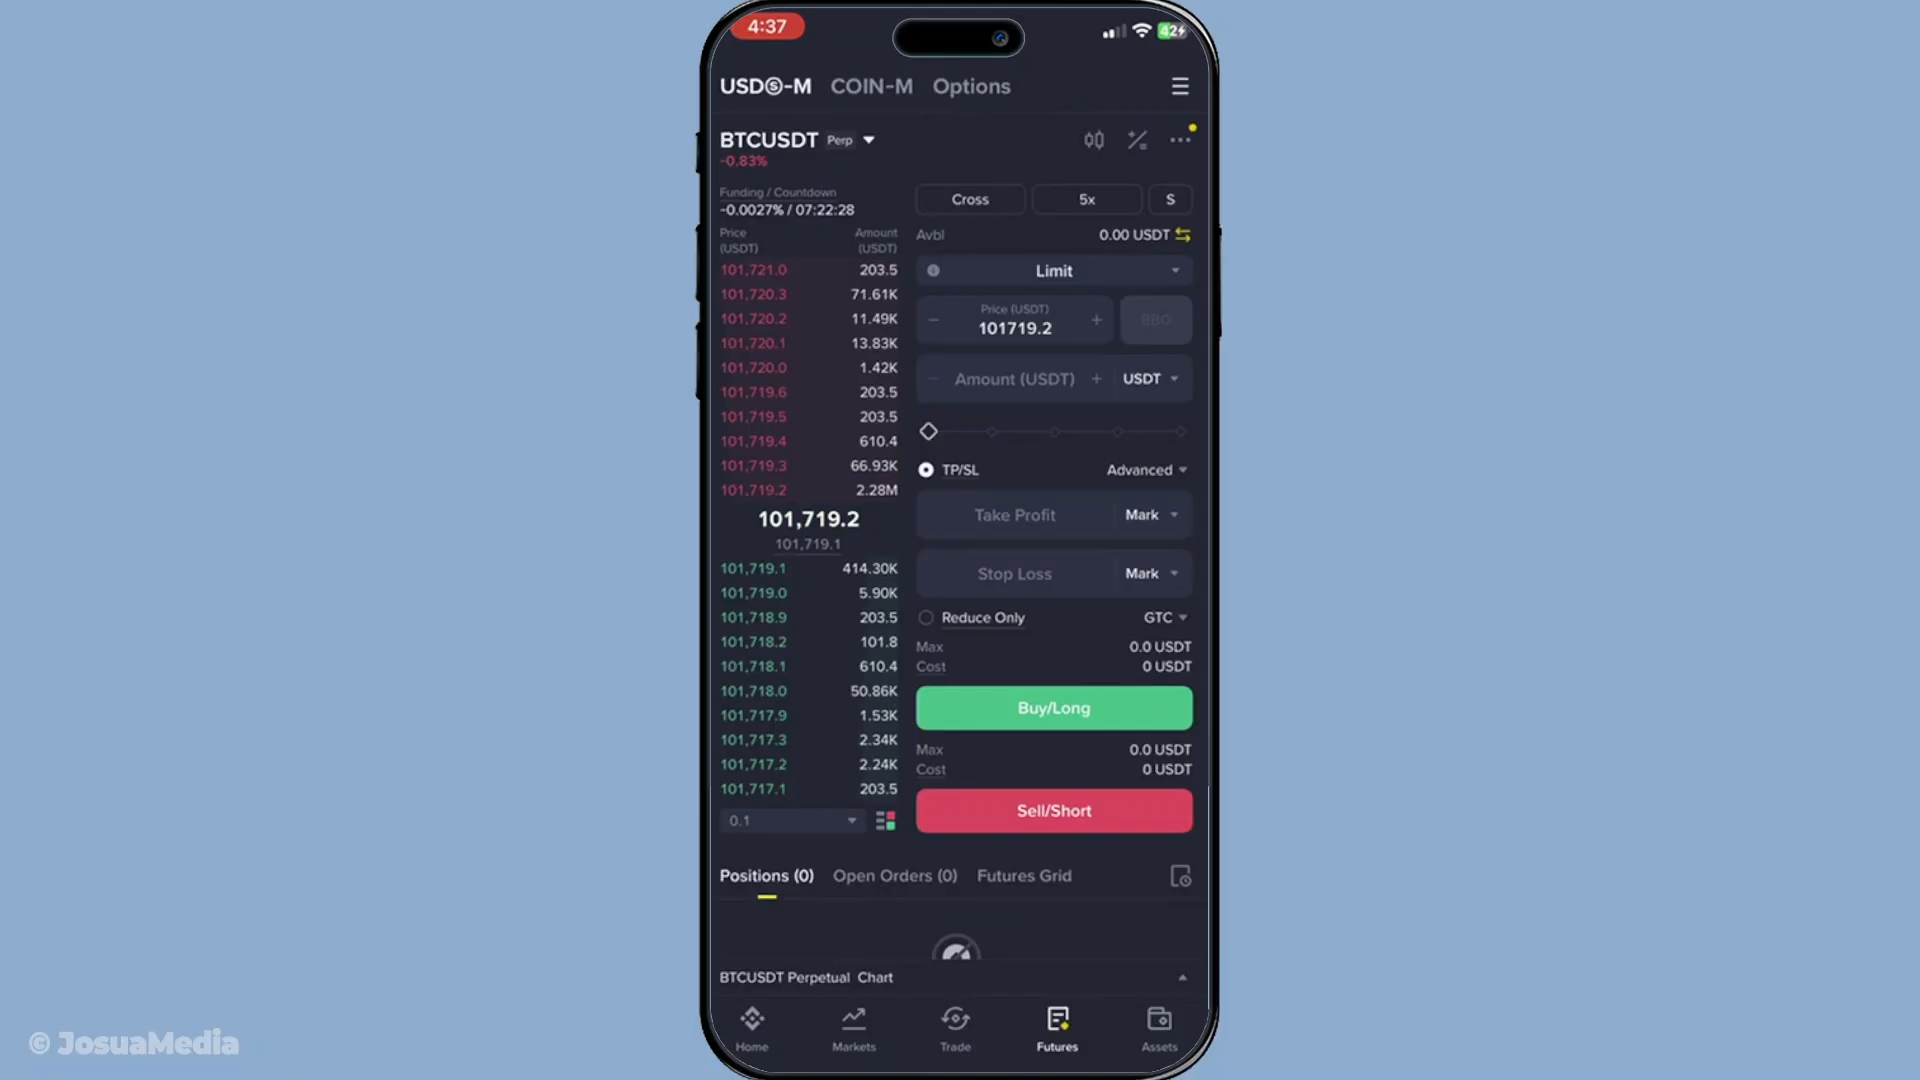 4:37
42
USDⓈ-M COIN-M Options
BTCUSDT Perp
-0.83%
Funding / Countdown
-0.0027% / 07:22:28
Cross 5x S
Price (USDT) Amount (USDT)
101,721.0 203.5
101,720.3 71.61K
101,720.2 11.49K
101,720.1 13.83K
101,720.0 1.42K
101,719.6 203.5
101,719.5 203.5
101,719.4 610.4
101,719.3 66.93K
101,719.2 2.28M
101,719.2
101,719.1
101,719.1 414.30K
101,719.0 5.90K
101,718.9 203.5
101,718.2 101.8
101,718.1 610.4
101,718.0 50.86K
101,717.9 1.53K
101,717.3 2.34K
101,717.2 2.24K
101,717.1 203.5
0.1
Avbl 0.00 USDT
Limit
Price (USDT)
− 101719.2 + BBO
− Amount (USDT) + USDT
TP/SL Advanced
Take Profit Mark
Stop Loss Mark
Reduce Only GTC
Max 0.0 USDT
Cost 0 USDT
Buy/Long
Max 0.0 USDT
Cost 0 USDT
Sell/Short
Positions (0) Open Orders (0) Futures Grid
BTCUSDT Perpetual Chart
Home Markets Trade Futures Assets
© JosuaMedia